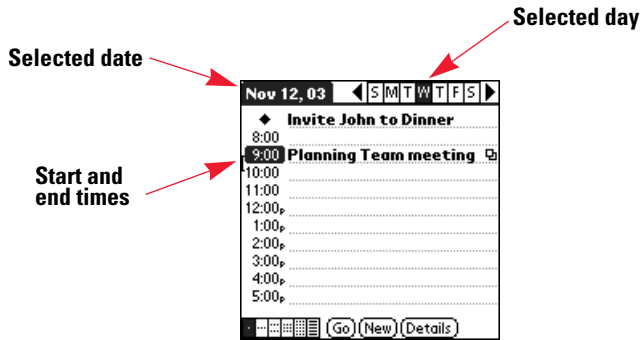 Selected day
Selected date
Nov 12, 03 S M T W T F S
Invite John to Dinner
8:00
9:00 Planning Team meeting
Start and
end times
10:00
11:00
12:00p
1:00p
2:00p
3:00p
4:00p
5:00p
Go New Details